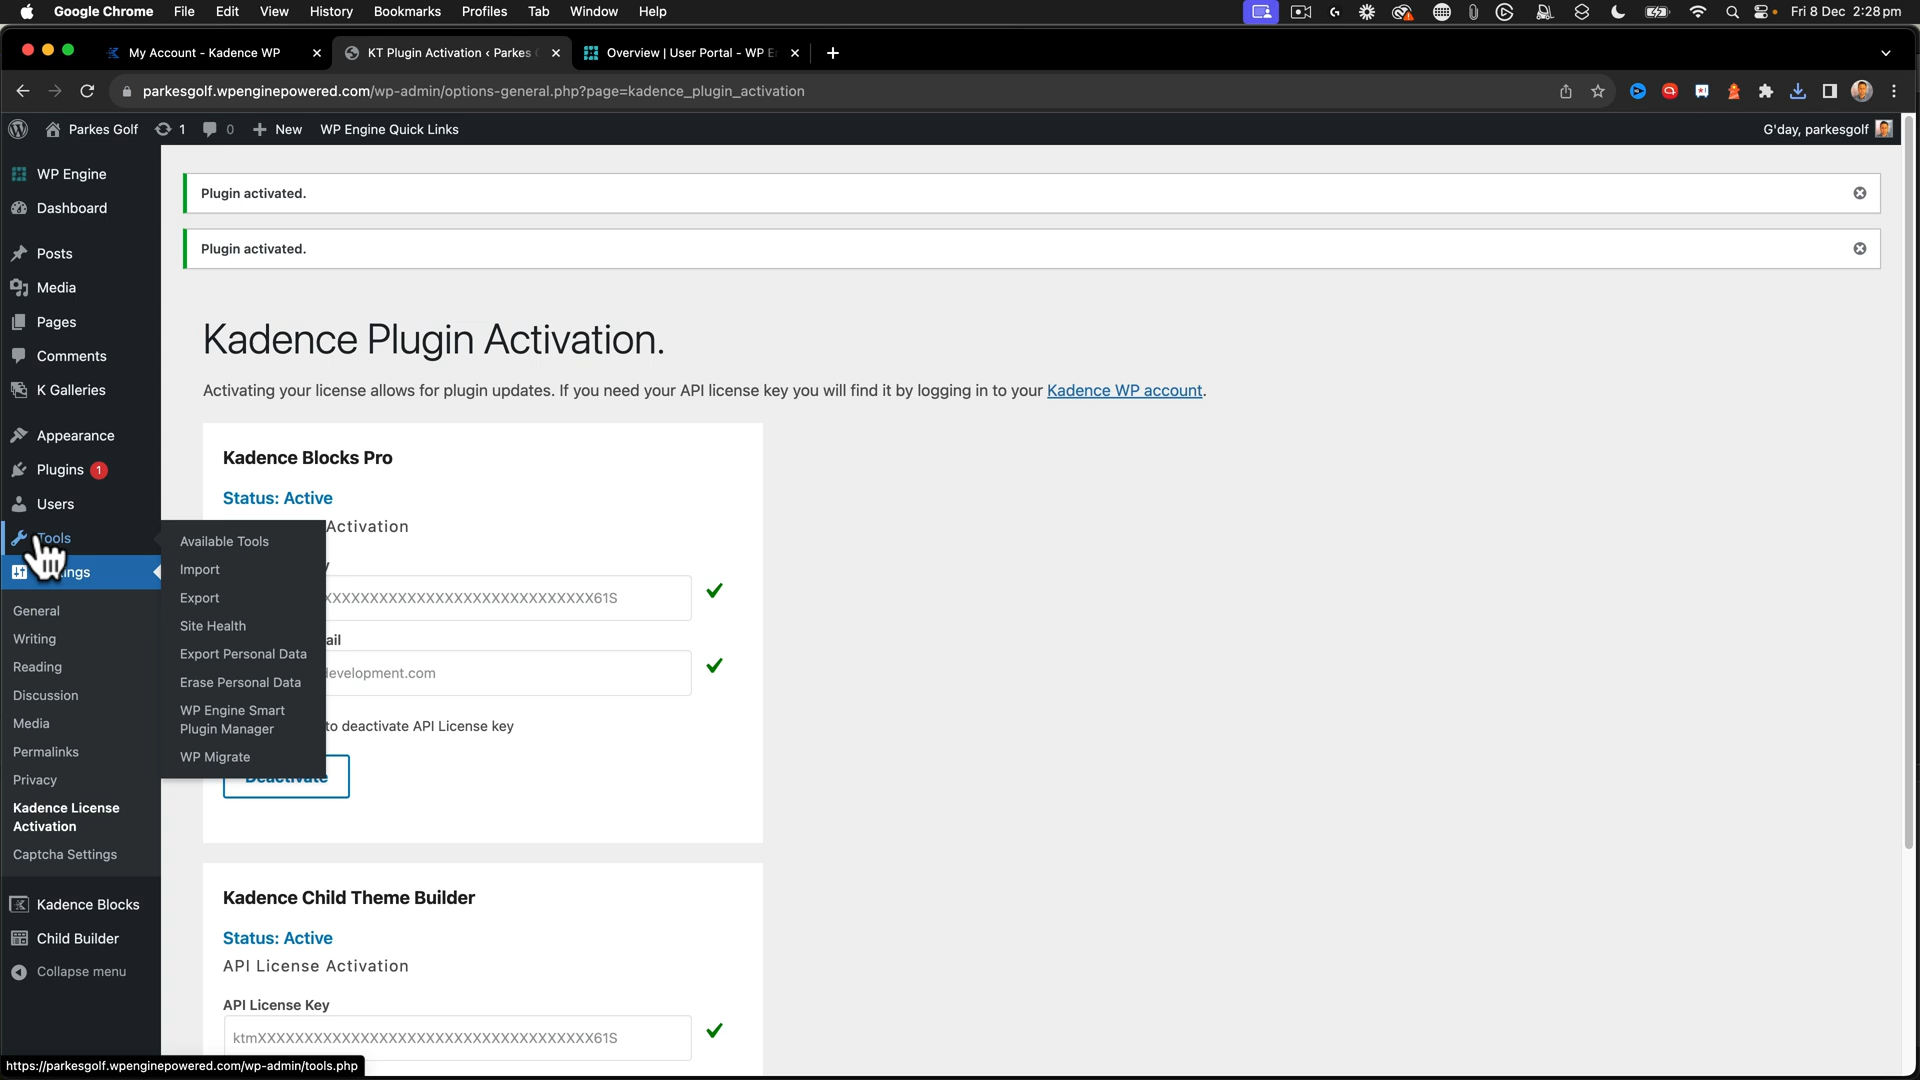 Google Chrome File Edit View History Bookmarks Profiles Tab Window Help Fri 8 Dec 2:28 pm
My Account - Kadence WP
KT Plugin Activation ‹ Parkes
Overview | User Portal - WP E
parkesgolf.wpenginepowered.com/wp-admin/options-general.php?page=kadence_plugin_activation
Parkes Golf 1 0 New WP Engine Quick Links G'day, parkesgolf
WP Engine
Dashboard
Posts
Media
Pages
Comments
K Galleries
Appearance
Plugins 1
Users
Tools
General
Writing
Reading
Discussion
Media
Permalinks
Privacy
Kadence License
Activation
Captcha Settings
Kadence Blocks
Child Builder
Collapse menu
Available Tools
Import
Export
Site Health
Export Personal Data
Erase Personal Data
WP Engine Smart
Plugin Manager
WP Migrate
Plugin activated.
Plugin activated.
Kadence Plugin Activation.
Activating your license allows for plugin updates. If you need your API license key you will find it by logging in to your Kadence WP account.
Kadence Blocks Pro
Status: Active
Activation
XXXXXXXXXXXXXXXXXXXXXXXXXXXXX61S
ail
evelopment.com
to deactivate API License key
Deactivate
Kadence Child Theme Builder
Status: Active
API License Activation
API License Key
ktmXXXXXXXXXXXXXXXXXXXXXXXXXXXXXXXXXXX61S
https://parkesgolf.wpenginepowered.com/wp-admin/tools.php